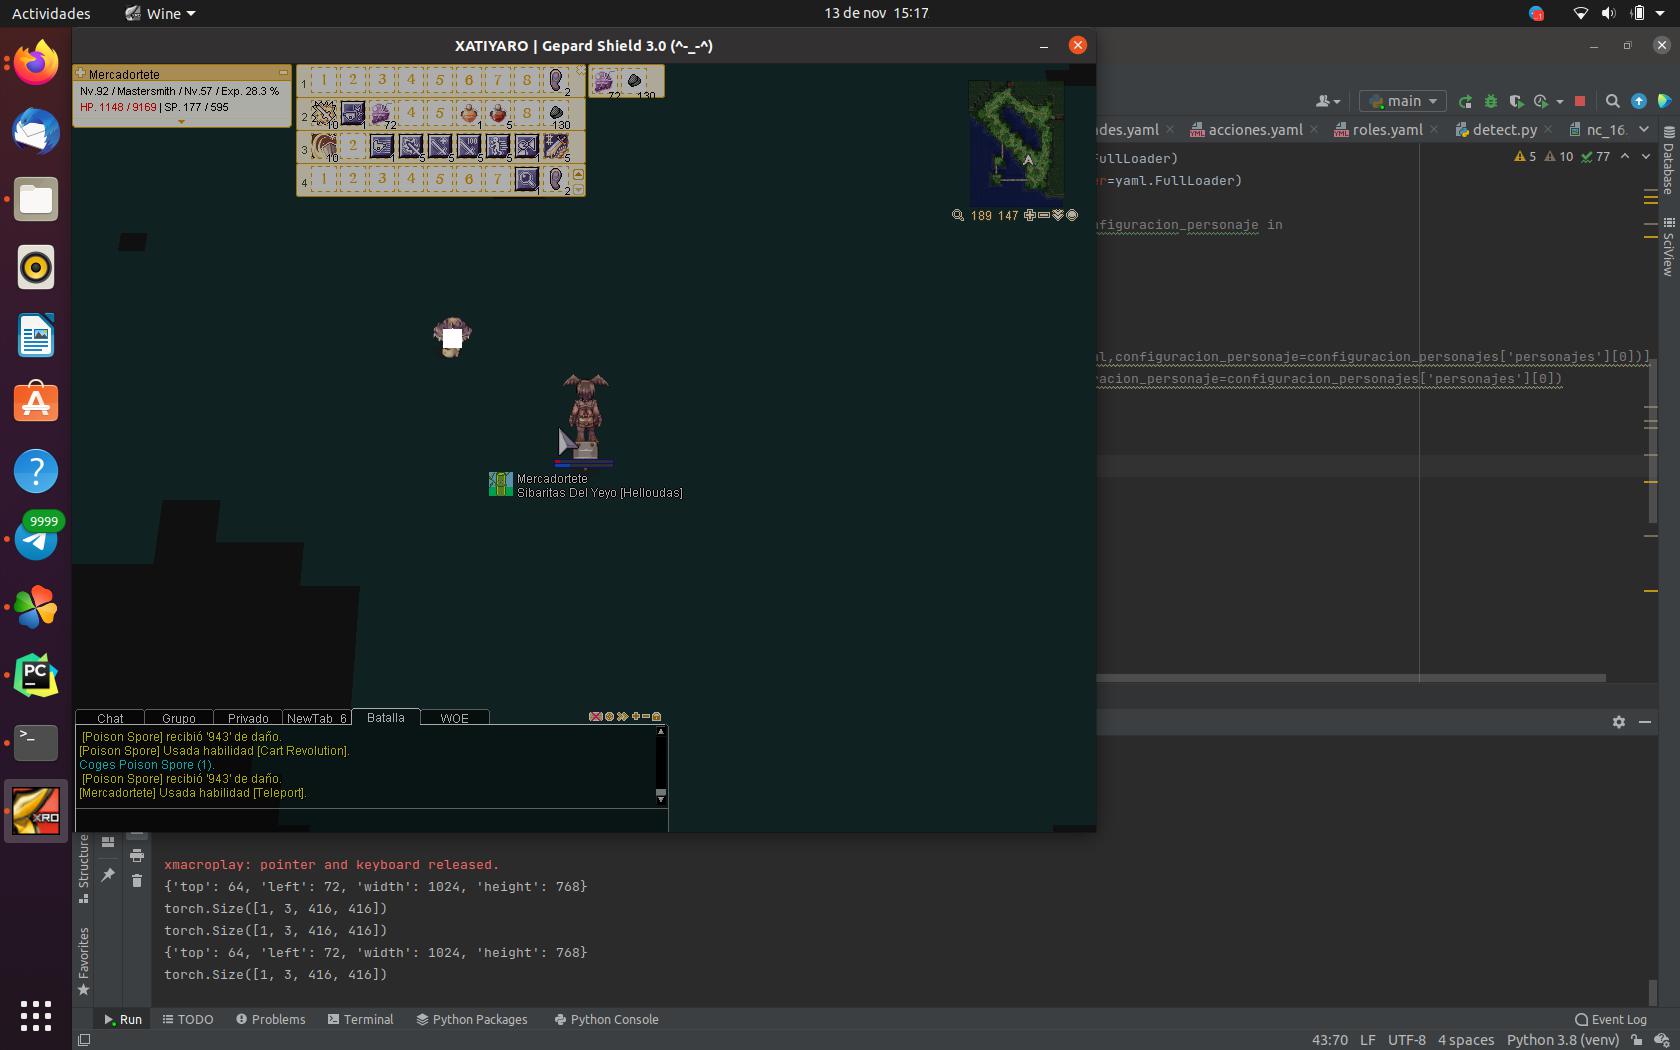 Actividades
Wine
13 de nov 15:17
XATIYARO | Gepard Shield 3.0 (^-_-^)
Mercadortete
Nv.92 / Mastersmith / Nv.57 / Exp. 28.3 %
HP. 1148 / 9169 | SP. 177 / 595
1 1 2 3 4 5 6 7 8 2
72 130
2 10 1 72 4 5 1 5 8 130
3 10 2 1 5 5 5 5 1 5
4 1 2 3 4 5 6 7 1 2
189 147
Mercadortete
Sibaritas Del Yeyo [Helloudas]
Chat
Grupo
Privado
NewTab 6
Batalla
WOE
[Poison Spore] recibió '943' de daño.
[Poison Spore] Usada habilidad [Cart Revolution].
Coges Poison Spore (1).
[Poison Spore] recibió '943' de daño.
[Mercadortete] Usada habilidad [Teleport].
9999
PC
XRO
main
des.yaml
acciones.yaml
roles.yaml
detect.py
nc_16.
5 10 77
FullLoader)
r=yaml.FullLoader)
figuracion_personaje in
l,configuracion_personaje=configuracion_personajes['personajes'][0])]
acion_personaje=configuracion_personajes['personajes'][0])
Database
SciView
Structure
Favorites
xmacroplay: pointer and keyboard released.
{'top': 64, 'left': 72, 'width': 1024, 'height': 768}
torch.Size([1, 3, 416, 416])
torch.Size([1, 3, 416, 416])
{'top': 64, 'left': 72, 'width': 1024, 'height': 768}
torch.Size([1, 3, 416, 416])
Run
TODO
Problems
Terminal
Python Packages
Python Console
Event Log
43:70 LF UTF-8 4 spaces Python 3.8 (venv)